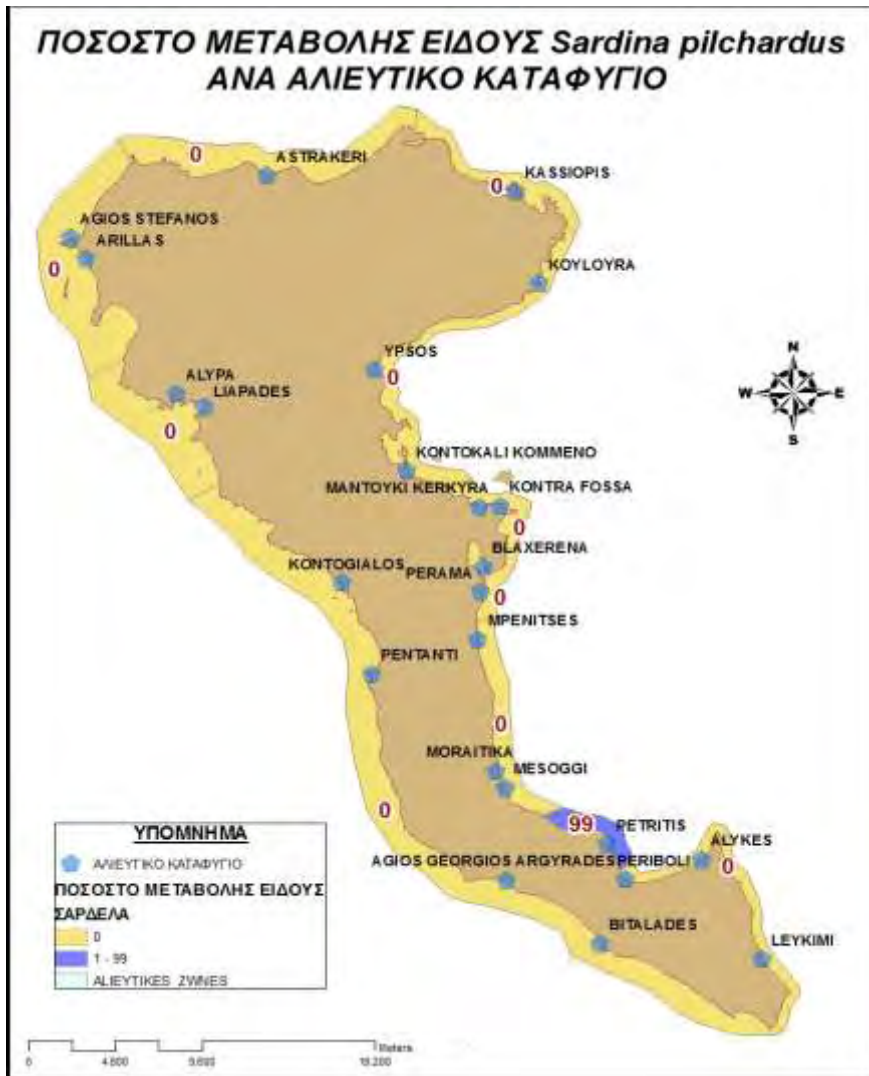 ΠΟΣΟΣΤΟ ΜΕΤΑΒΟΛΗΣ ΕΙΔΟΥΣ Sardina pilchardus
ΑΝΑ ΑΛΙΕΥΤΙΚΟ ΚΑΤΑΦΥΓΙΟ
0
ASTRAKERI
KASSIOPIS
0
AGIOS STEFANOS
ARILLAS
0
KOYLOYRA
N
W E
S
YPSOS
0
ALYPA
LIAPADES
0
KONTOKALI KOMMENO
MANTOYKI KERKYRA
KONTRA FOSSA
0
BLAXERENA
KONTOGIALOS
PERAMA
0
MPENITSES
PENTANTI
0
MORAITIKA
MESOGGI
0
99
PETRITIS
ALYKES
0
AGIOS GEORGIOS ARGYRADES
PERIBOLI
BITALADES
LEYKIMI
ΥΠΟΜΝΗΜΑ
ΑΛΙΕΥΤΙΚΟ ΚΑΤΑΦΥΓΙΟ
ΠΟΣΟΣΤΟ ΜΕΤΑΒΟΛΗΣ ΕΙΔΟΥΣ
ΣΑΡΔΕΛΑ
0
1 - 99
ALIEYTIKES ZWNES
Meters
0 4.800 9.600 19.200